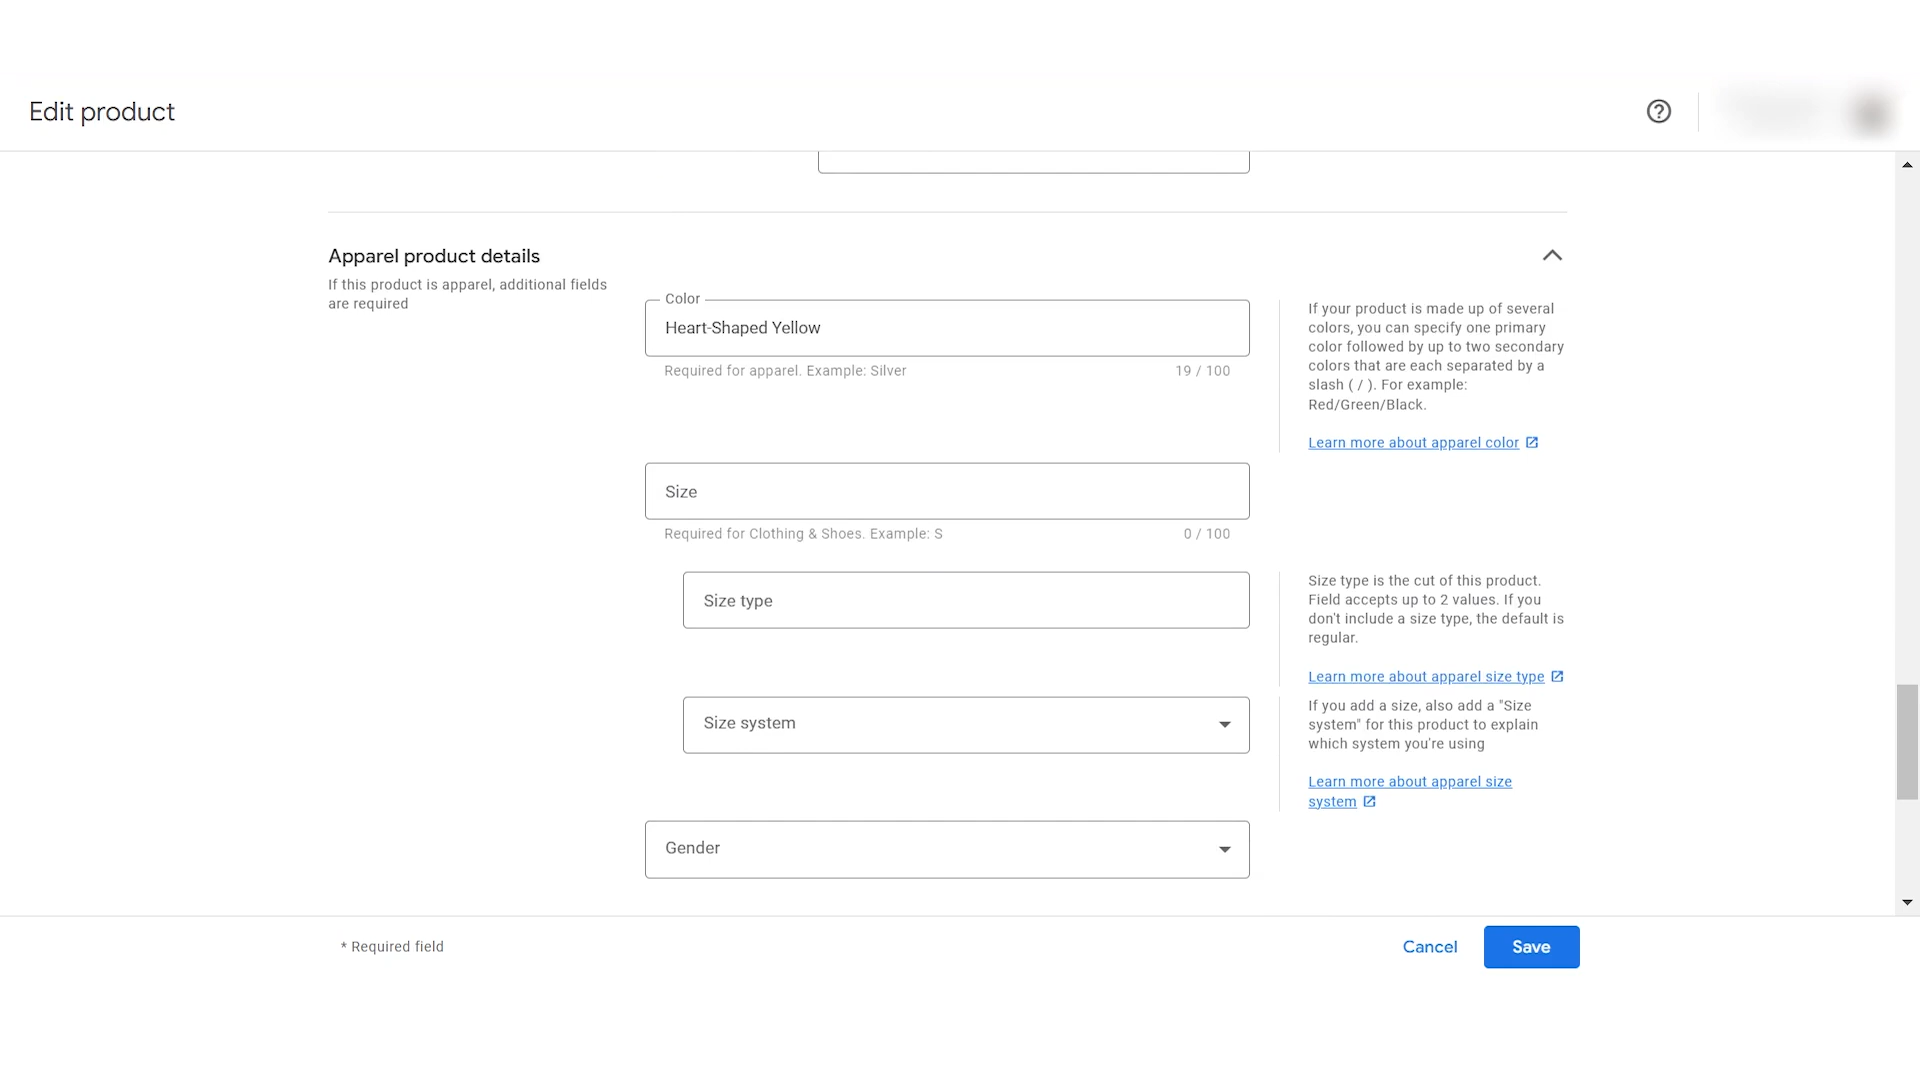 Edit product
Apparel product details
If this product is apparel, additional fields
are required
Color
Heart-Shaped Yellow
Required for apparel. Example: Silver
19 / 100
If your product is made up of several
colors, you can specify one primary
color followed by up to two secondary
colors that are each separated by a
slash ( / ). For example:
Red/Green/Black.
Learn more about apparel color
Size
Required for Clothing & Shoes. Example: S
0 / 100
Size type
Size type is the cut of this product.
Field accepts up to 2 values. If you
don't include a size type, the default is
regular.
Learn more about apparel size type
Size system
If you add a size, also add a "Size
system" for this product to explain
which system you're using
Learn more about apparel size
system
Gender
* Required field
Cancel
Save